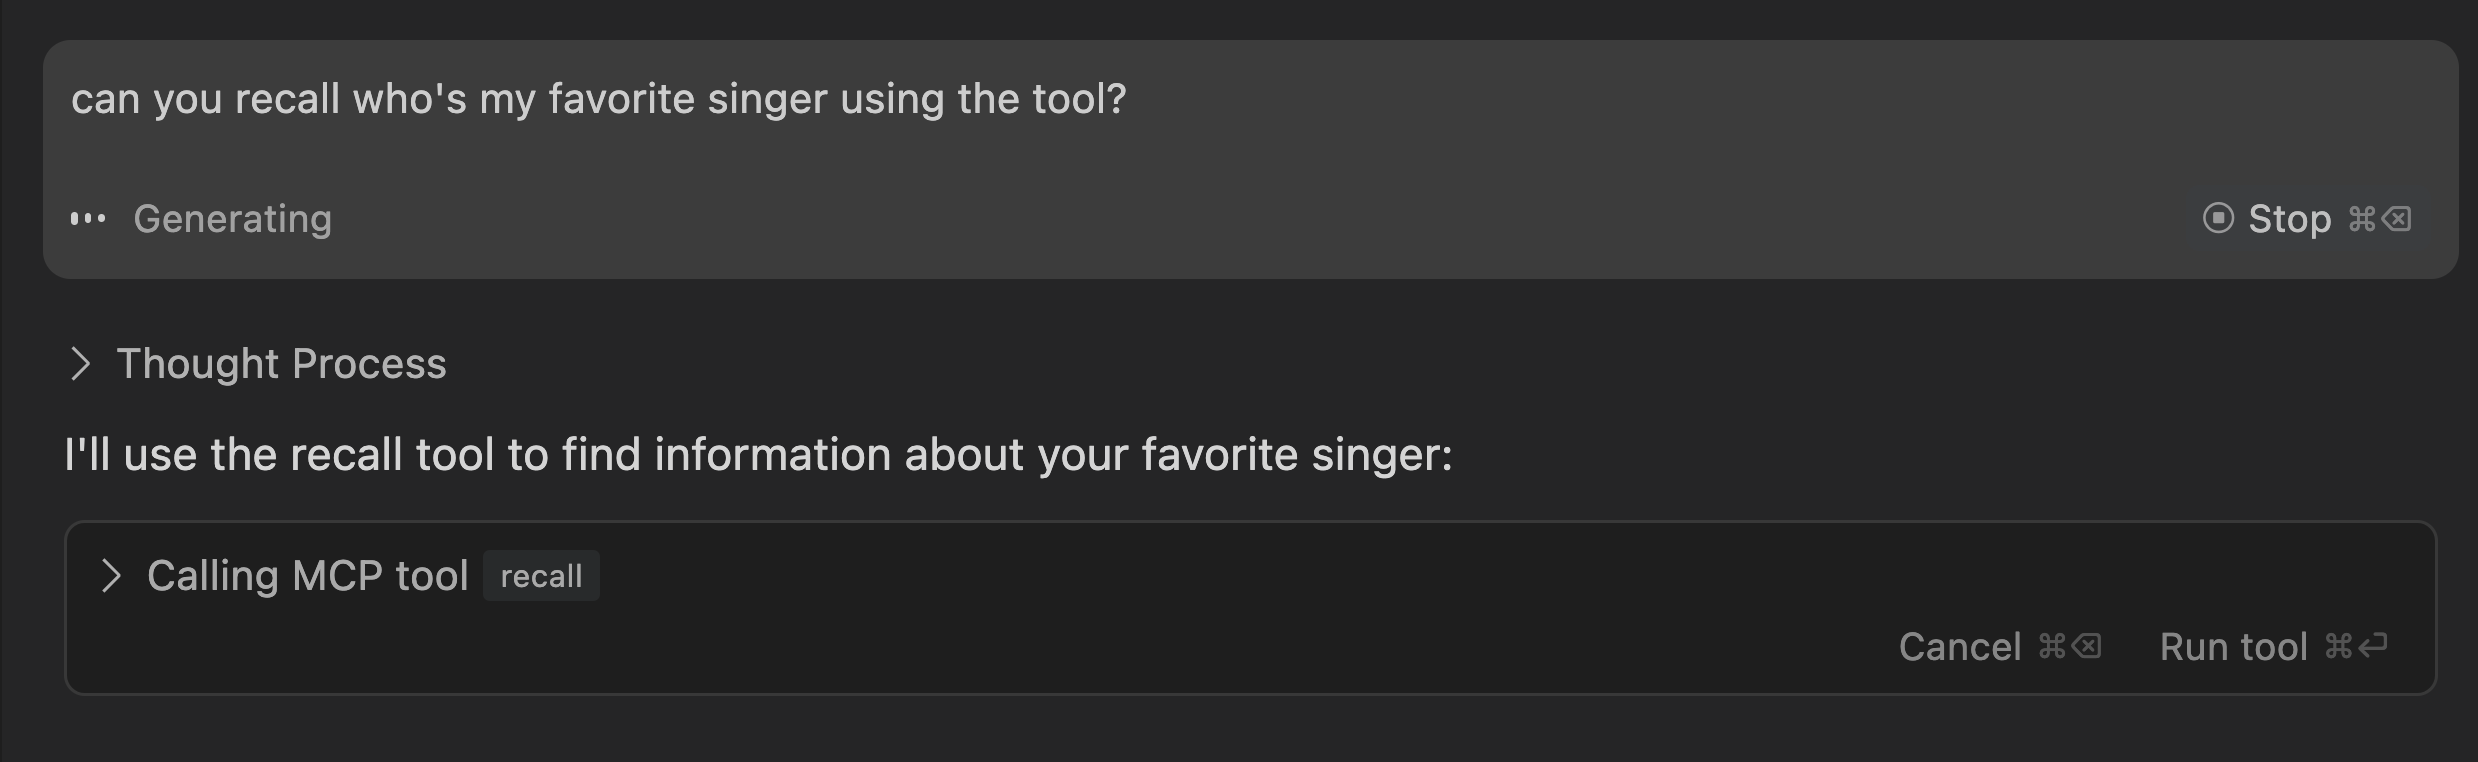 can you recall who's my favorite singer using the tool?
Generating
Stop ⌘⌫
Thought Process
I'll use the recall tool to find information about your favorite singer:
Calling MCP tool recall
Cancel ⌘⌫ Run tool ⌘↩